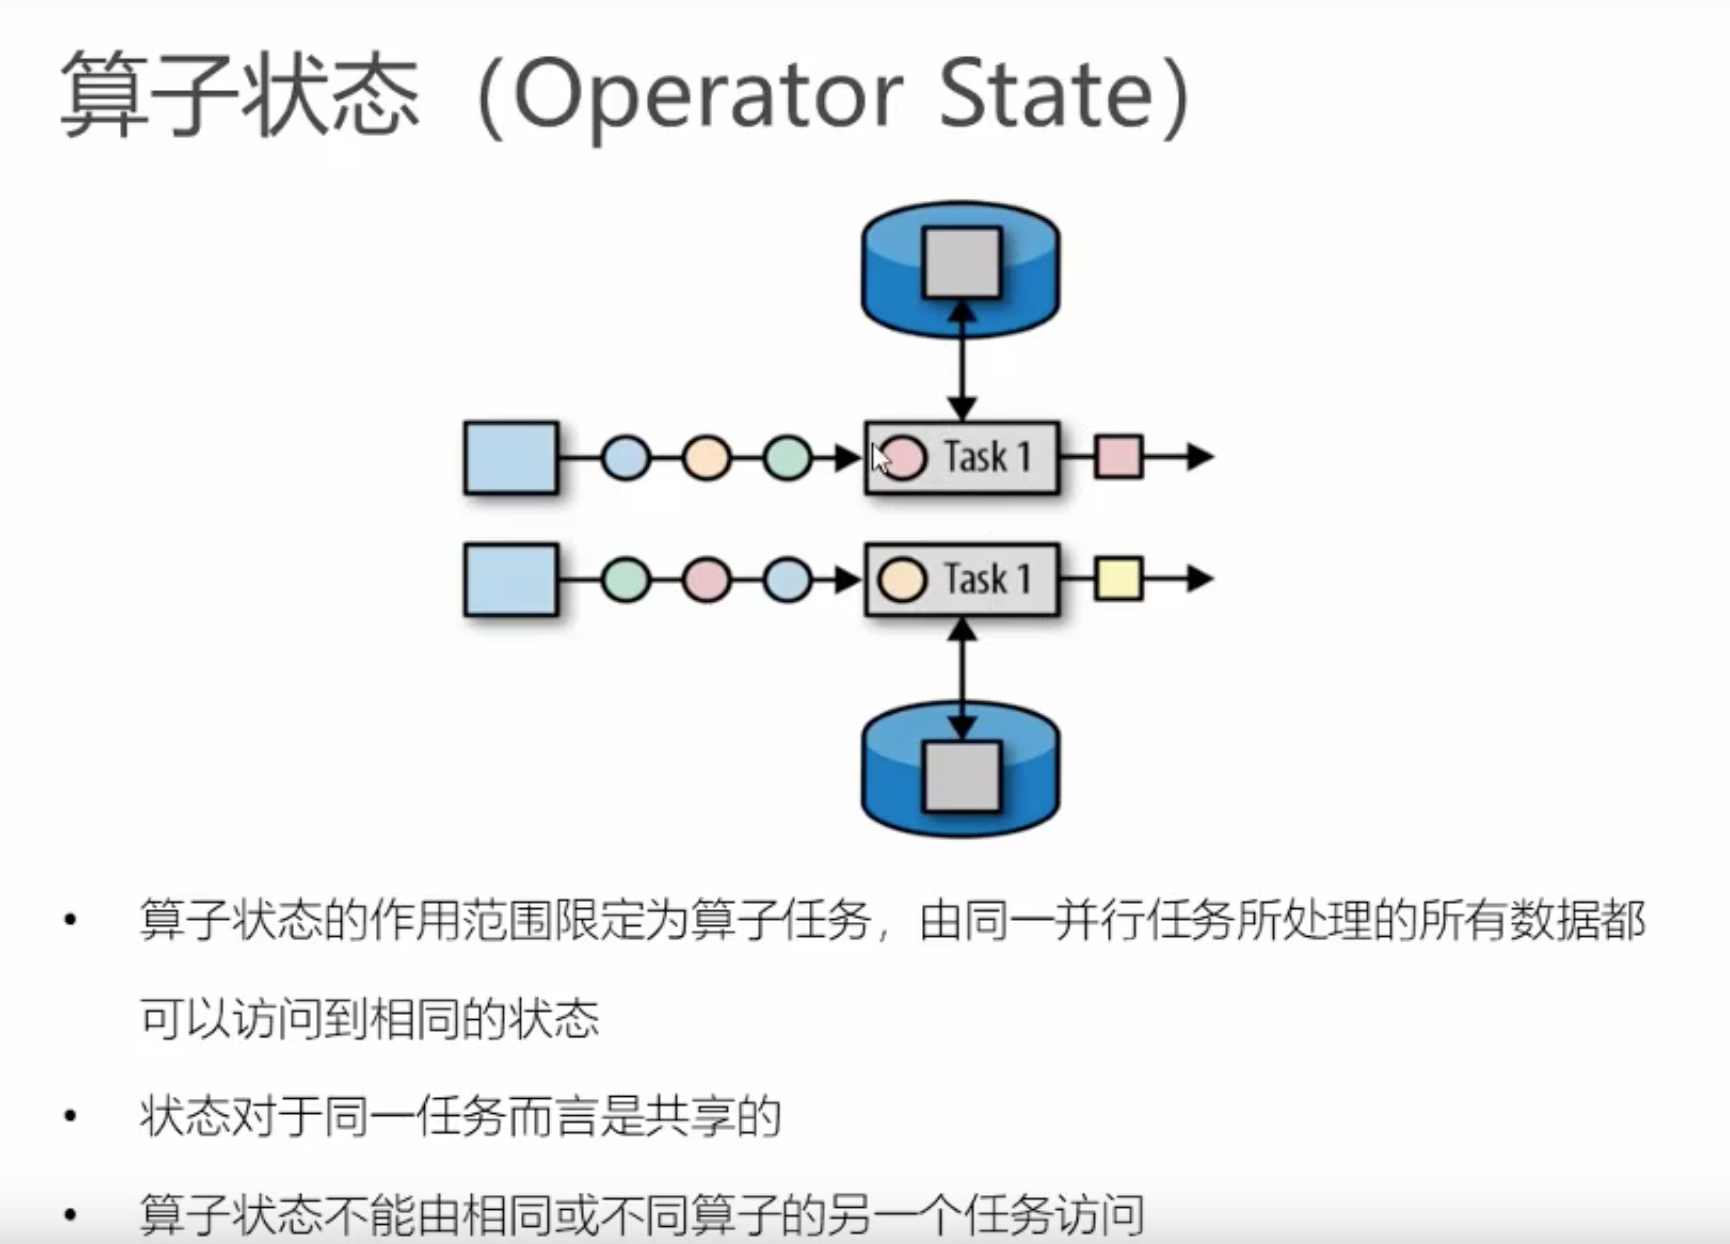 算子状态（Operator State）
Task 1
Task 1
• 算子状态的作用范围限定为算子任务，由同一并行任务所处理的所有数据都
可以访问到相同的状态
• 状态对于同一任务而言是共享的
• 算子状态不能由相同或不同算子的另一个任务访问